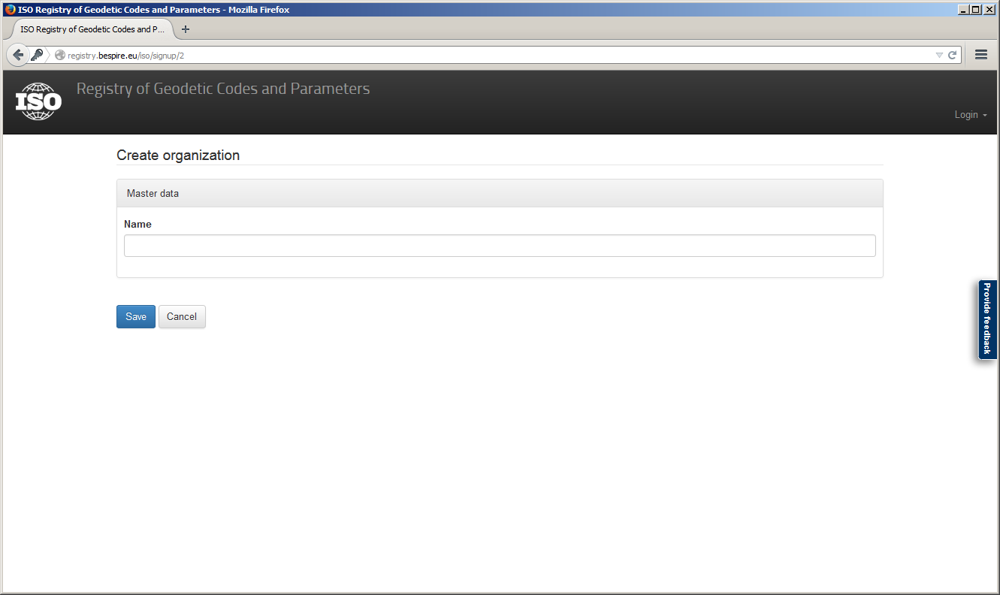 ISO Registry of Geodetic Codes and Parameters - Mozilla Firefox
ISO Registry of Geodetic Codes and P...
registry.bespire.eu/iso/signup/2
ISO
Registry of Geodetic Codes and Parameters
Login
Create organization
Master data
Name
Save Cancel
Provide feedback